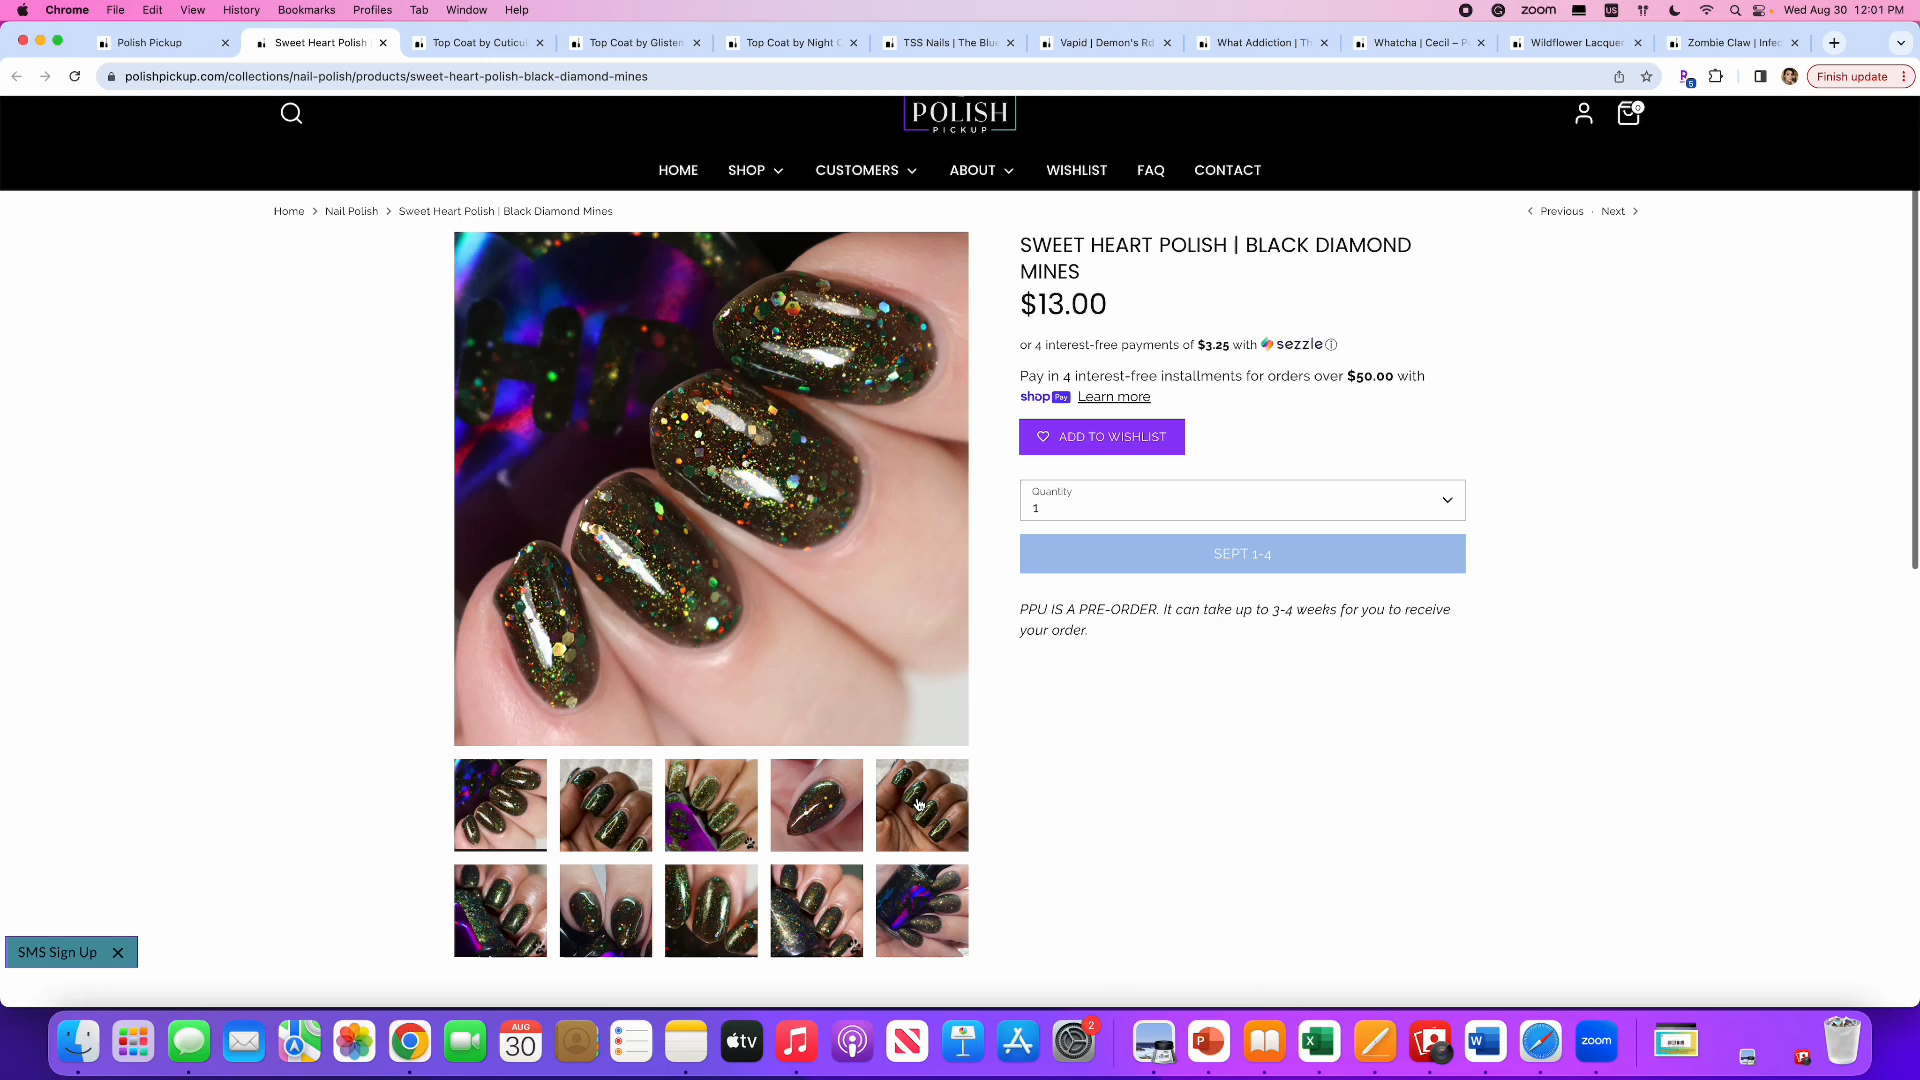 Chrome File Edit View History Bookmarks Profiles Tab Window Help
zoom US Wed Aug 30 12:01 PM
Polish Pickup
Sweet Heart Polish
Top Coat by Cuticu
Top Coat by Glisten
Top Coat by Night
TSS Nails | The Blue
Vapid | Demon's Rd
What Addiction | Th
Whatcha | Cecil – P
Wildflower Lacquer
Zombie Claw | Infec
polishpickup.com/collections/nail-polish/products/sweet-heart-polish-black-diamond-mines
5
Finish update
POLISH
PICKUP
0
HOME SHOP CUSTOMERS ABOUT WISHLIST FAQ CONTACT
Home > Nail Polish > Sweet Heart Polish | Black Diamond Mines
< Previous · Next >
SWEET HEART POLISH | BLACK DIAMOND
MINES
$13.00
or 4 interest-free payments of $3.25 with sezzle
Pay in 4 interest-free installments for orders over $50.00 with
shop Pay Learn more
ADD TO WISHLIST
Quantity
1
SEPT 1-4
PPU IS A PRE-ORDER. It can take up to 3-4 weeks for you to receive
your order.
SMS Sign Up
AUG
30
tv
2
P
X
W
zoom